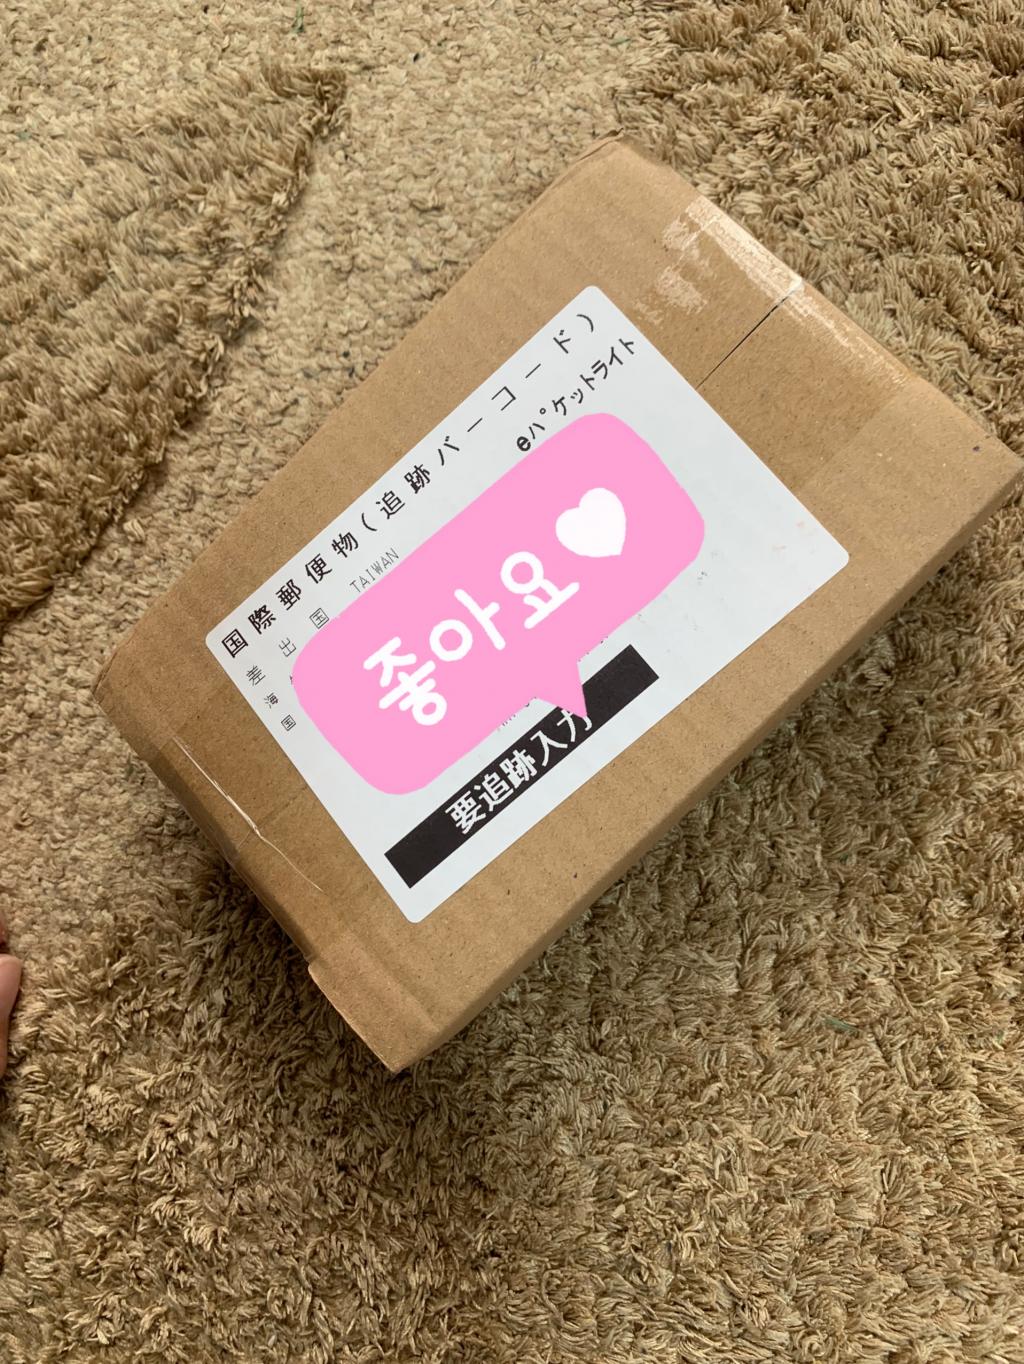 国際郵便物(追跡バーコード)
eパケットライト
差出国 TAIWAN
海
国
좋아요
要追跡入力